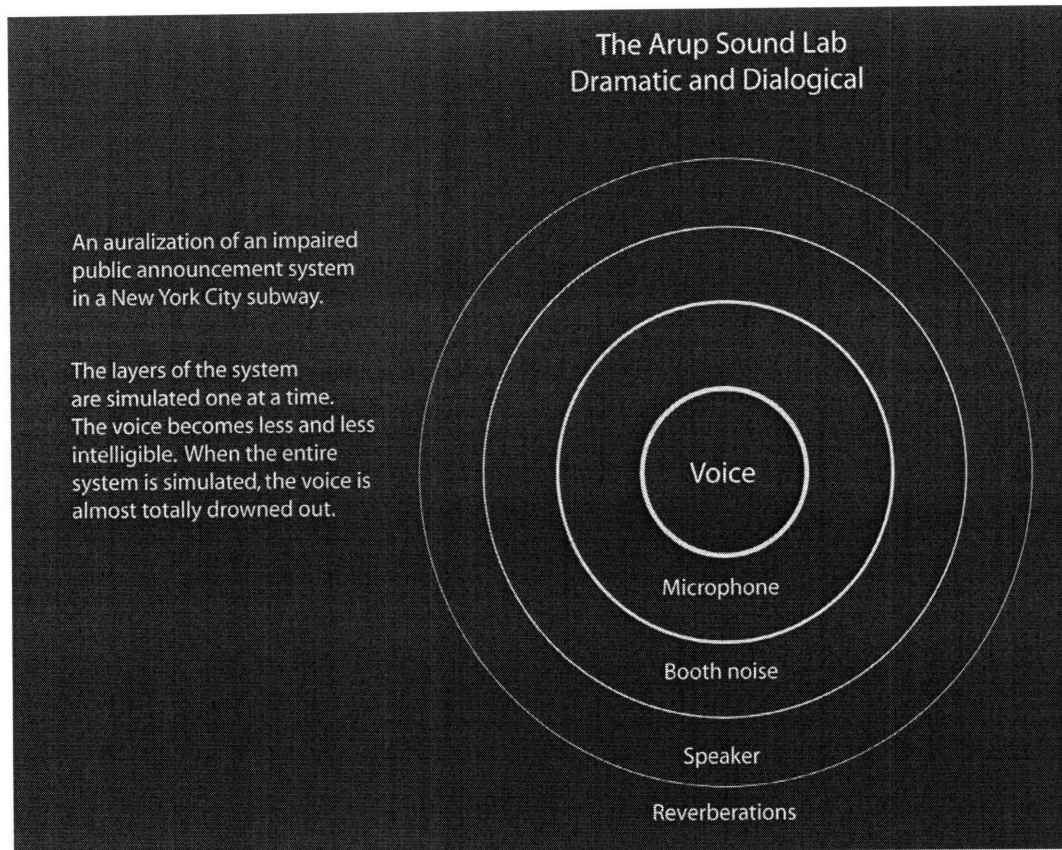 The Arup Sound Lab
Dramatic and Dialogical
An auralization of an impaired
public announcement system
in a New York City subway.
The layers of the system
are simulated one at a time.
The voice becomes less and less
intelligible. When the entire
system is simulated, the voice is
almost totally drowned out.
Voice
Microphone
Booth noise
Speaker
Reverberations